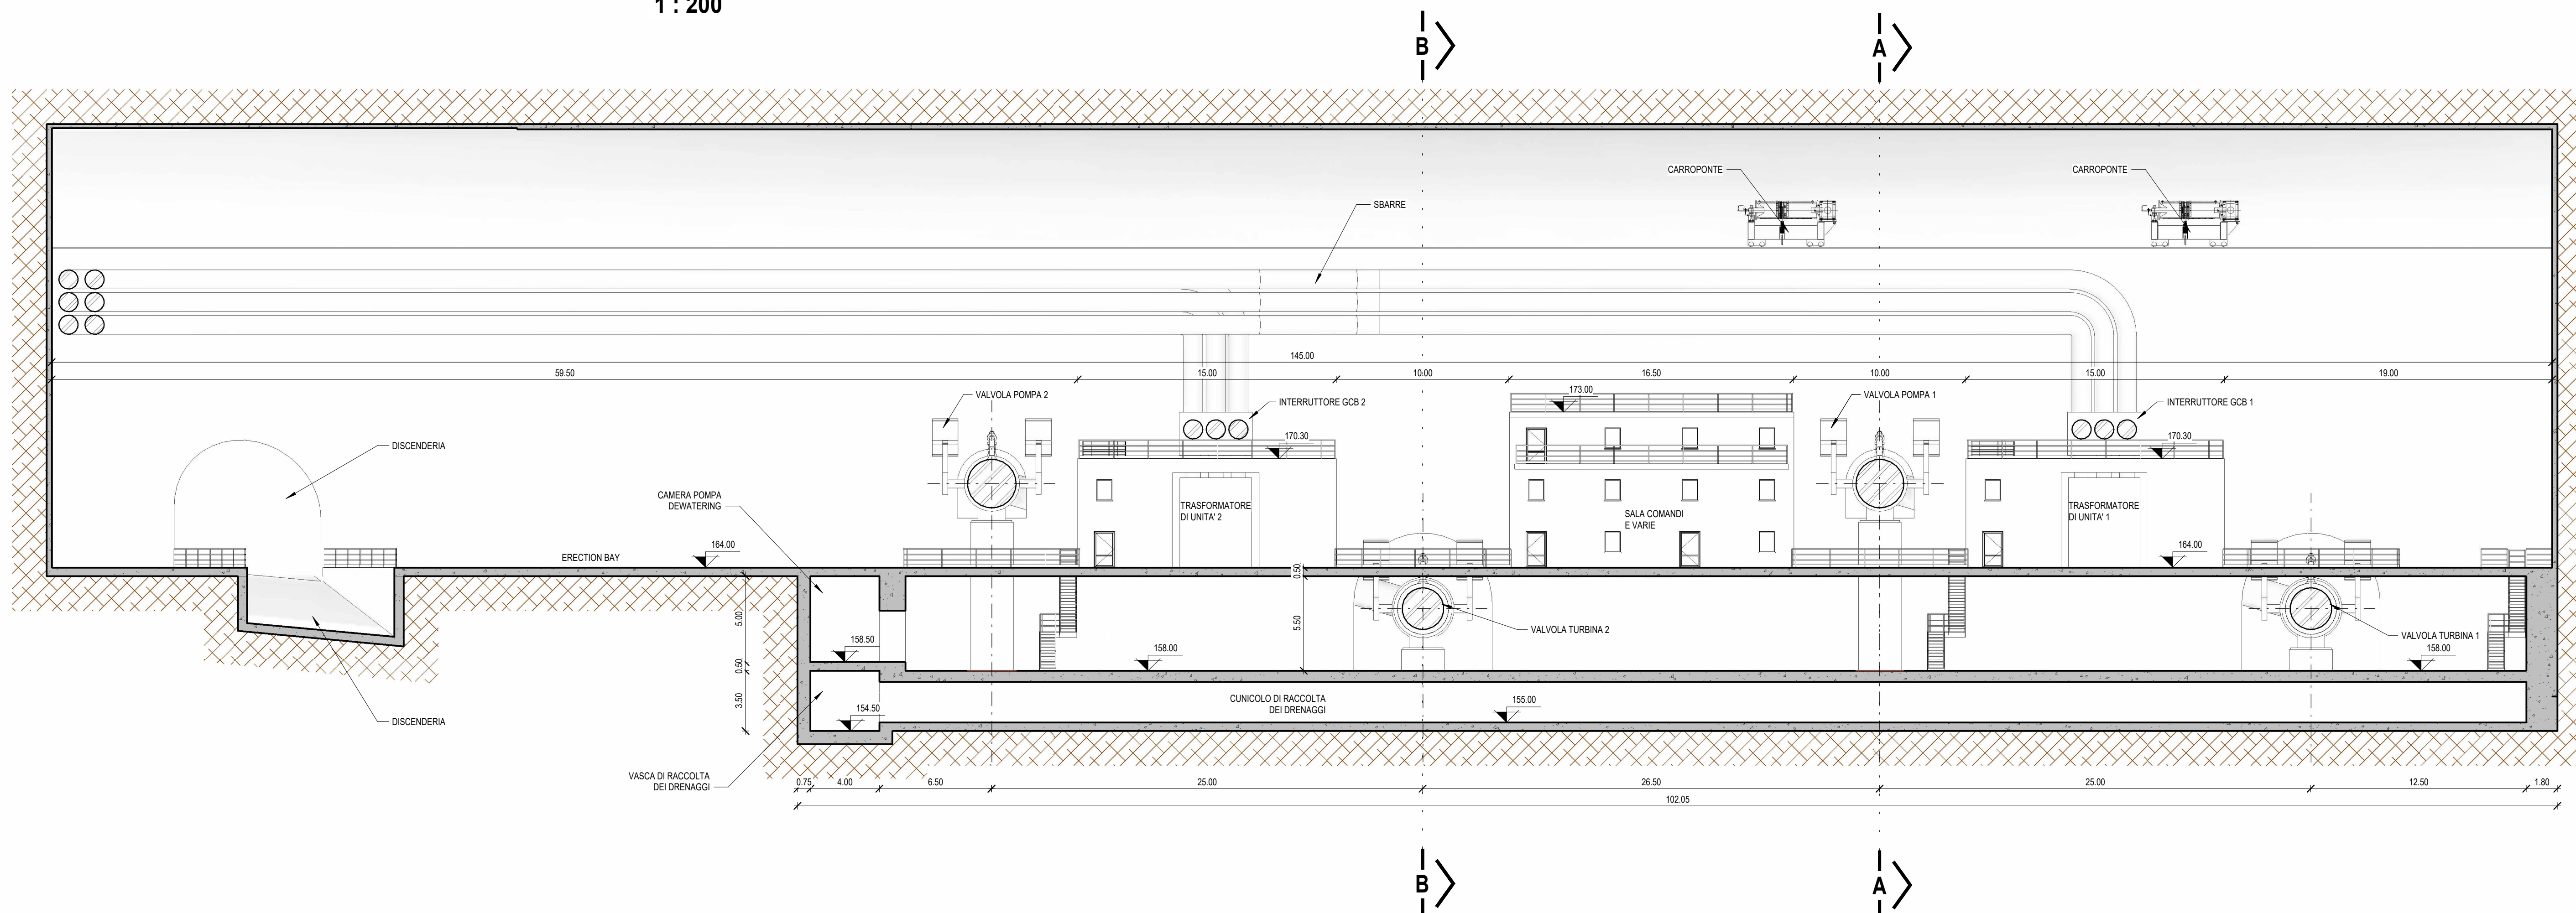 1 : 200
B
A
CARROPONTE
CARROPONTE
SBARRE
145.00
59.50
15.00
10.00
16.50
10.00
15.00
19.00
VALVOLA POMPA 2
INTERRUTTORE GCB 2
173.00
VALVOLA POMPA 1
INTERRUTTORE GCB 1
DISCENDERIA
170.30
170.30
CAMERA POMPA
DEWATERING
TRASFORMATORE
DI UNITA' 2
SALA COMANDI
E VARIE
TRASFORMATORE
DI UNITA' 1
ERECTION BAY
164.00
164.00
0.50
5.00
5.50
VALVOLA TURBINA 2
VALVOLA TURBINA 1
158.50
158.00
158.00
0.50
3.50
CUNICOLO DI RACCOLTA
DEI DRENAGGI
154.50
155.00
DISCENDERIA
VASCA DI RACCOLTA
DEI DRENAGGI
0.75
4.00
6.50
25.00
26.50
25.00
12.50
1.80
102.05
B
A